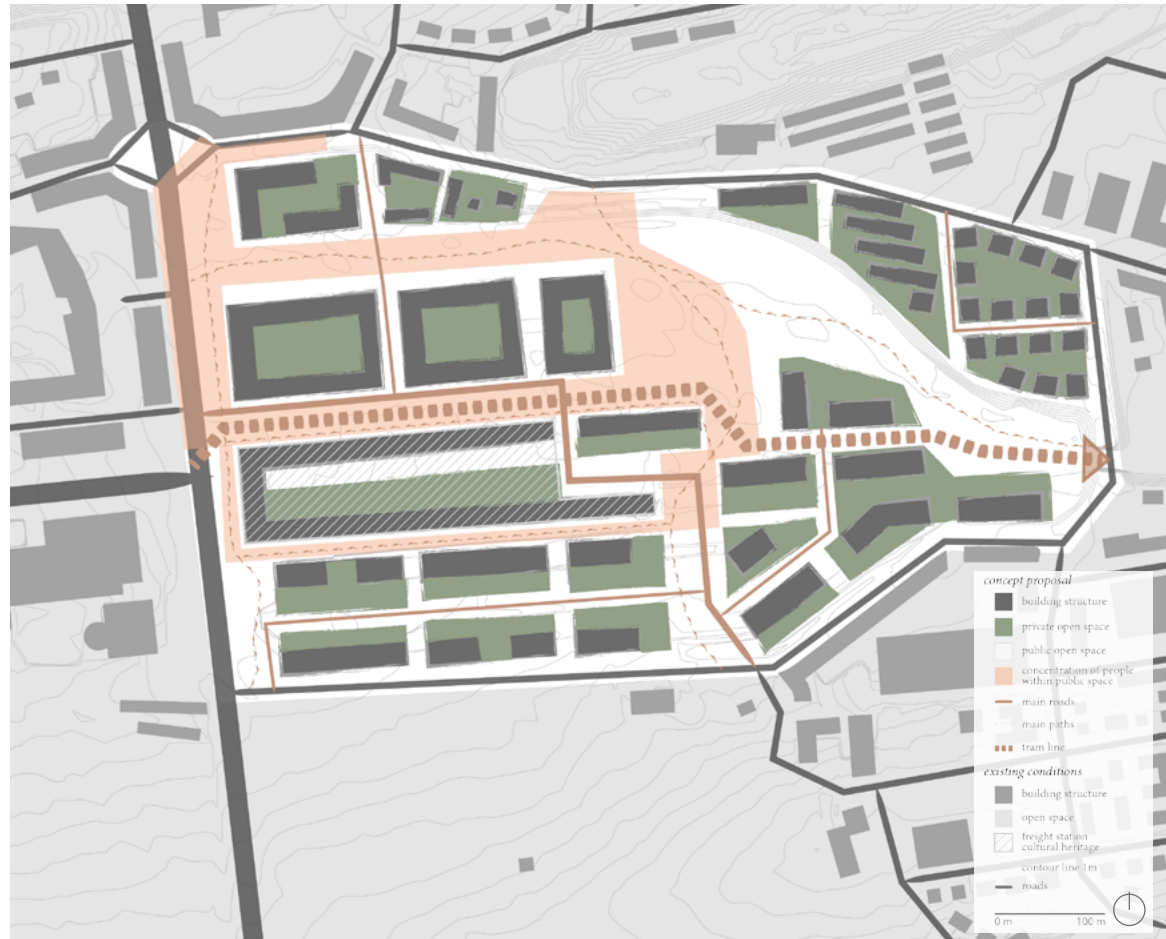 concept proposal
building structure
private open space
public open space
concentration of people
within public space
main roads
main paths
tram line
existing conditions
building structure
open space
freight station
cultural heritage
contour line 1m
roads
0 m 100 m